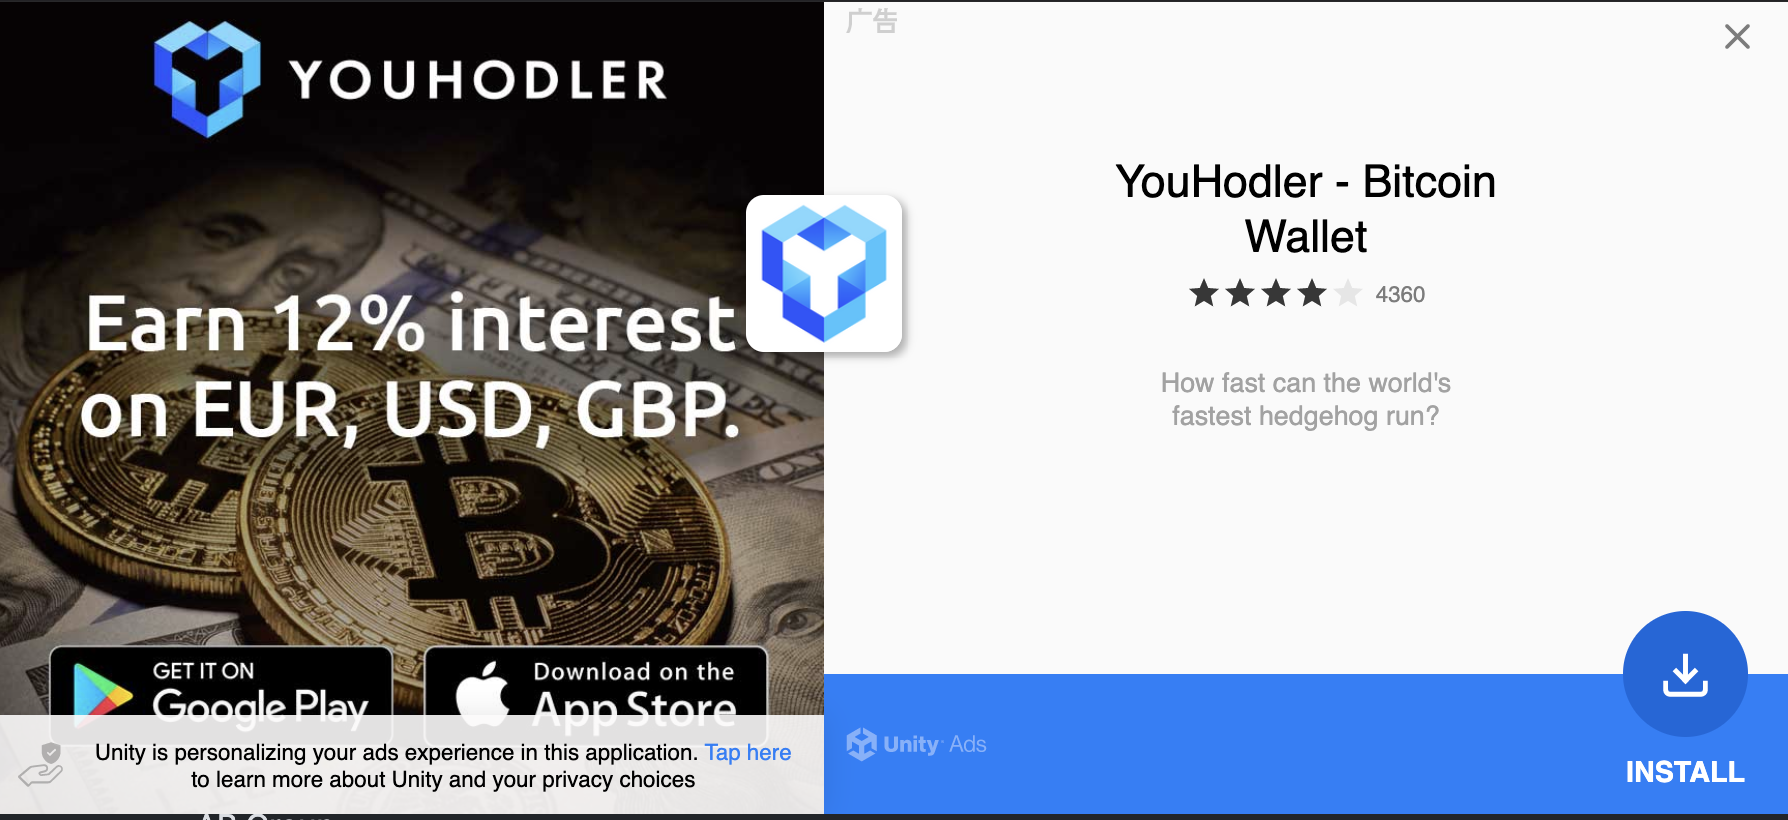 YOUHODLER
Earn 12% interest
on EUR, USD, GBP.
GET IT ON
Google Play
Download on the
App Store
Unity is personalizing your ads experience in this application. Tap here
to learn more about Unity and your privacy choices
广告
YouHodler - Bitcoin
Wallet
4360
How fast can the world's
fastest hedgehog run?
Unity Ads
INSTALL